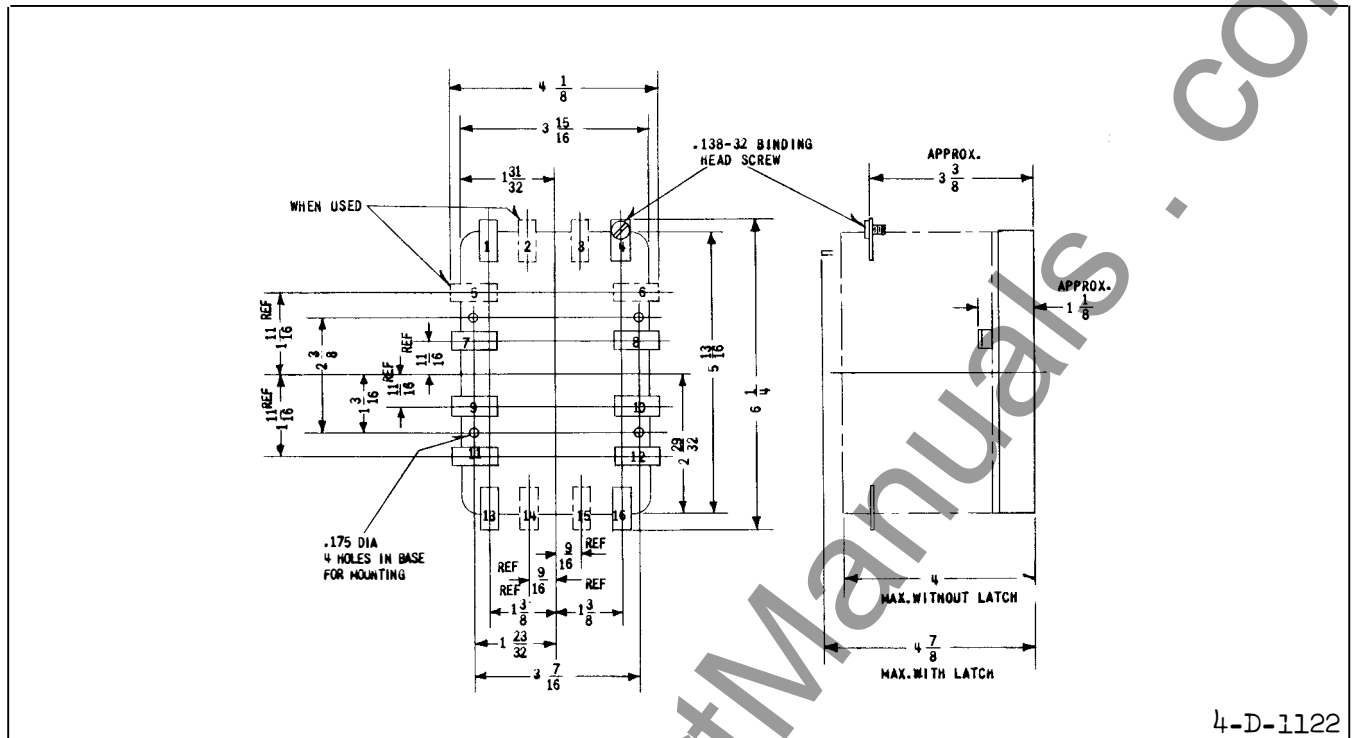 4 1/8
3 15/16
1 31/32
.138-32 BINDING
HEAD SCREW
APPROX.
3 3/8
WHEN USED
1
2
3
4
5
6
7
8
9
10
11
12
13
14
15
16
1 11/16 REF
2 3/8
REF
11/16
REF
11/16
1 3/16
1 11/16 REF
5 13/16
6 1/4
2 29/32
APPROX.
1 1/8
.175 DIA
4 HOLES IN BASE
FOR MOUNTING
9/16 REF
REF
9/16
REF
REF
1 3/8
1 3/8
1 23/32
3 7/16
4
MAX.WITHOUT LATCH
4 7/8
MAX.WITH LATCH
4-D-1122
tManuals.co